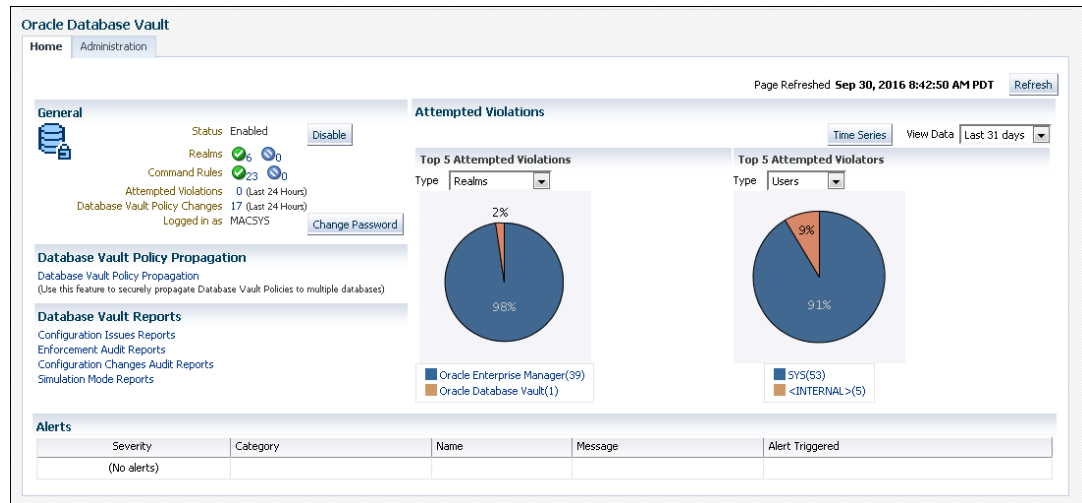 Oracle Database Vault
Home Administration
Page Refreshed Sep 30, 2016 8:42:50 AM PDT Refresh
General
Status Enabled Disable
Realms 6 0
Command Rules 23 0
Attempted Violations 0 (Last 24 Hours)
Database Vault Policy Changes 17 (Last 24 Hours)
Logged in as MACSYS Change Password
Database Vault Policy Propagation
Database Vault Policy Propagation
(Use this feature to securely propagate Database Vault Policies to multiple databases)
Database Vault Reports
Configuration Issues Reports
Enforcement Audit Reports
Configuration Changes Audit Reports
Simulation Mode Reports
Attempted Violations
Time Series View Data Last 31 days
Top 5 Attempted Violations
Type Realms
2%
98%
Oracle Enterprise Manager(39)
Oracle Database Vault(1)
Top 5 Attempted Violators
Type Users
9%
91%
SYS(53)
<INTERNAL>(5)
Alerts
Severity Category Name Message Alert Triggered
(No alerts)